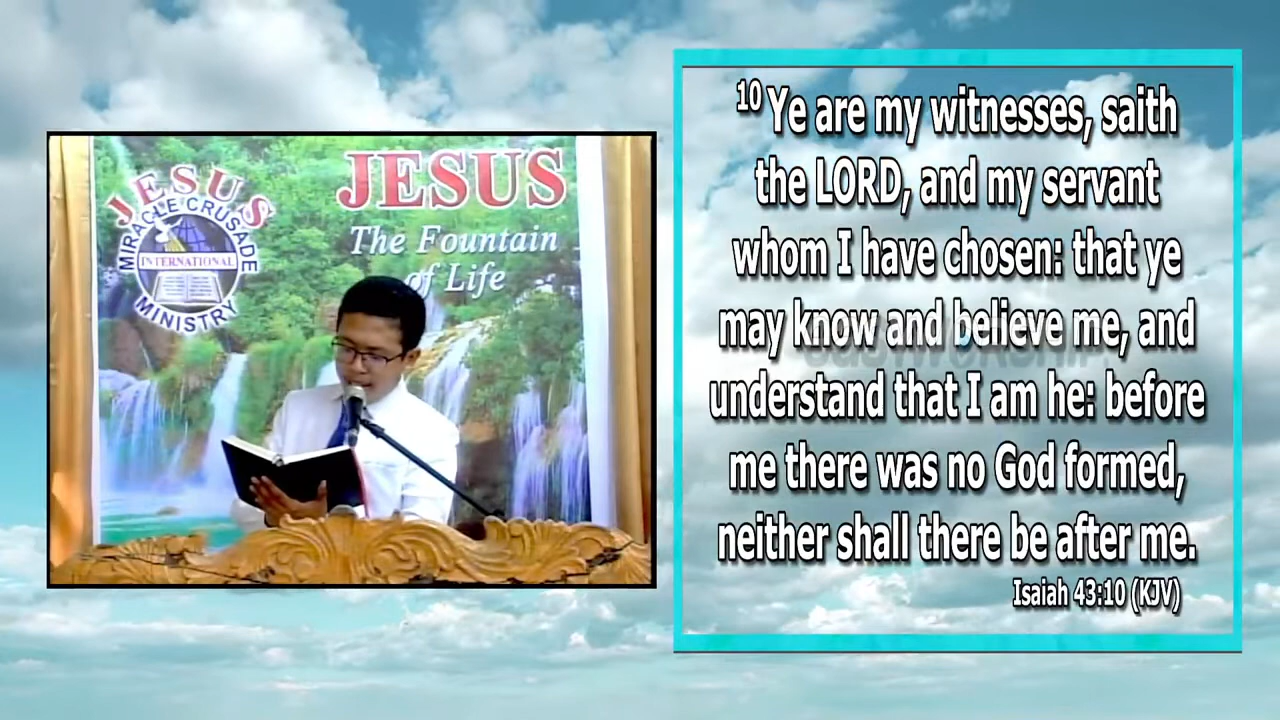 JESUS
MIRACLE CRUSADE
INTERNATIONAL
MINISTRY
JESUS
The Fountain
of Life
10 Ye are my witnesses, saith
the LORD, and my servant
whom I have chosen: that ye
may know and believe me, and
understand that I am he: before
me there was no God formed,
neither shall there be after me.
Isaiah 43:10 (KJV)